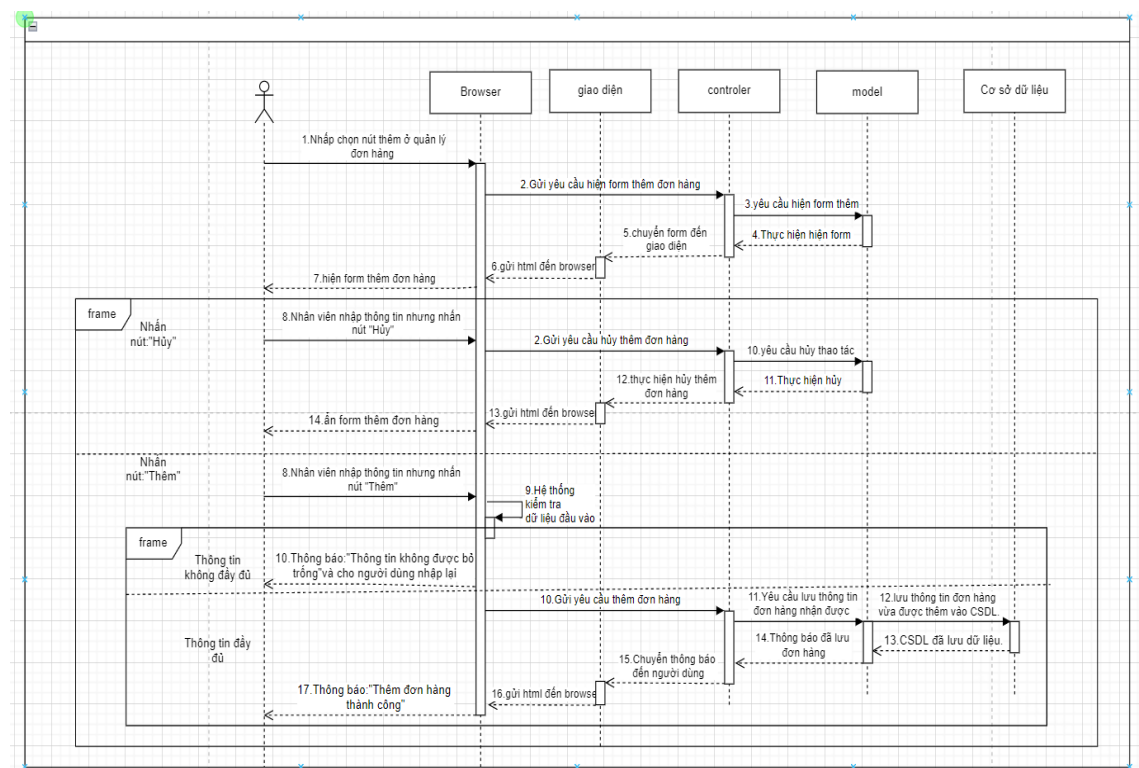 Browser
giao diện
controler
model
Cơ sở dữ liệu
1.Nhấp chọn nút thêm ở quản lý
đơn hàng
2.Gửi yêu cầu hiện form thêm đơn hàng
3.yêu cầu hiện form thêm
4.Thực hiện hiện form
5.chuyển form đến
giao diện
6.gửi html đến browser
7.hiện form thêm đơn hàng
frame
Nhấn
nút:"Hủy"
8.Nhân viên nhập thông tin nhưng nhấn
nút "Hủy"
2.Gửi yêu cầu hủy thêm đơn hàng
10.yêu cầu hủy thao tác
11.Thực hiện hủy
12.thực hiện hủy thêm
đơn hàng
13.gửi html đến browse
14.ẩn form thêm đơn hàng
Nhấn
nút:"Thêm"
8.Nhân viên nhập thông tin nhưng nhấn
nút "Thêm"
9.Hệ thống
kiểm tra
dữ liệu đầu vào
frame
Thông tin
không đầy đủ
10.Thông báo:"Thông tin không được bỏ
trống"và cho người dùng nhập lại
10.Gửi yêu cầu thêm đơn hàng
11.Yêu cầu lưu thông tin
đơn hàng nhận được
12.lưu thông tin đơn hàng
vừa được thêm vào CSDL.
13.CSDL đã lưu dữ liệu.
14.Thông báo đã lưu
đơn hàng
Thông tin đầy
đủ
15.Chuyển thông báo
đến người dùng
16.gửi html đến browse
17.Thông báo:"Thêm đơn hàng
thành công"